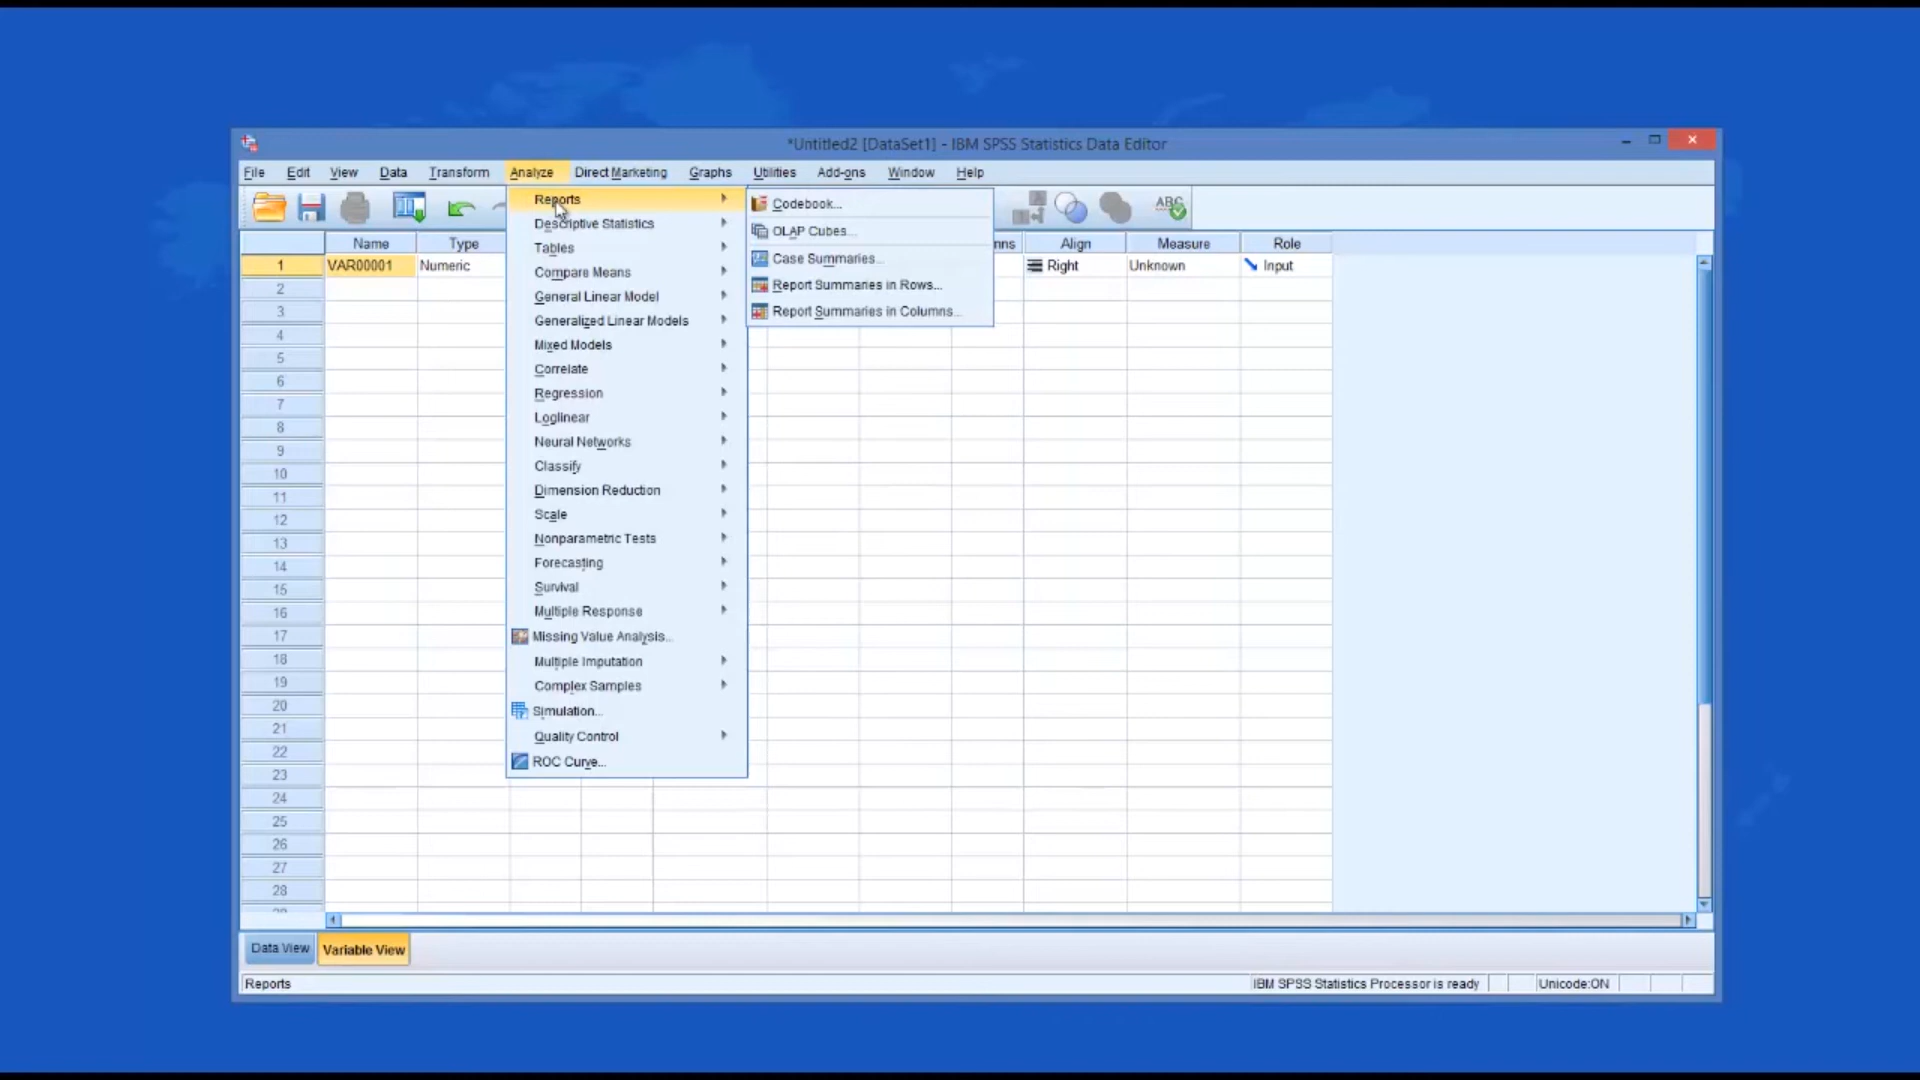 *Untitled2 [DataSet1] - IBM SPSS Statistics Data Editor
File Edit View Data Transform Analyze Direct Marketing Graphs Utilities Add-ons Window Help
ABC
Name Type Align Measure Role
1 VAR00001 Numeric Right Unknown Input
2
3
4
5
6
7
8
9
10
11
12
13
14
15
16
17
18
19
20
21
22
23
24
25
26
27
28
Reports
Descriptive Statistics
Tables
Compare Means
General Linear Model
Generalized Linear Models
Mixed Models
Correlate
Regression
Loglinear
Neural Networks
Classify
Dimension Reduction
Scale
Nonparametric Tests
Forecasting
Survival
Multiple Response
Missing Value Analysis...
Multiple Imputation
Complex Samples
Simulation...
Quality Control
ROC Curve...
Codebook...
OLAP Cubes...
Case Summaries...
Report Summaries in Rows...
Report Summaries in Columns...
Data View Variable View
Reports IBM SPSS Statistics Processor is ready Unicode:ON